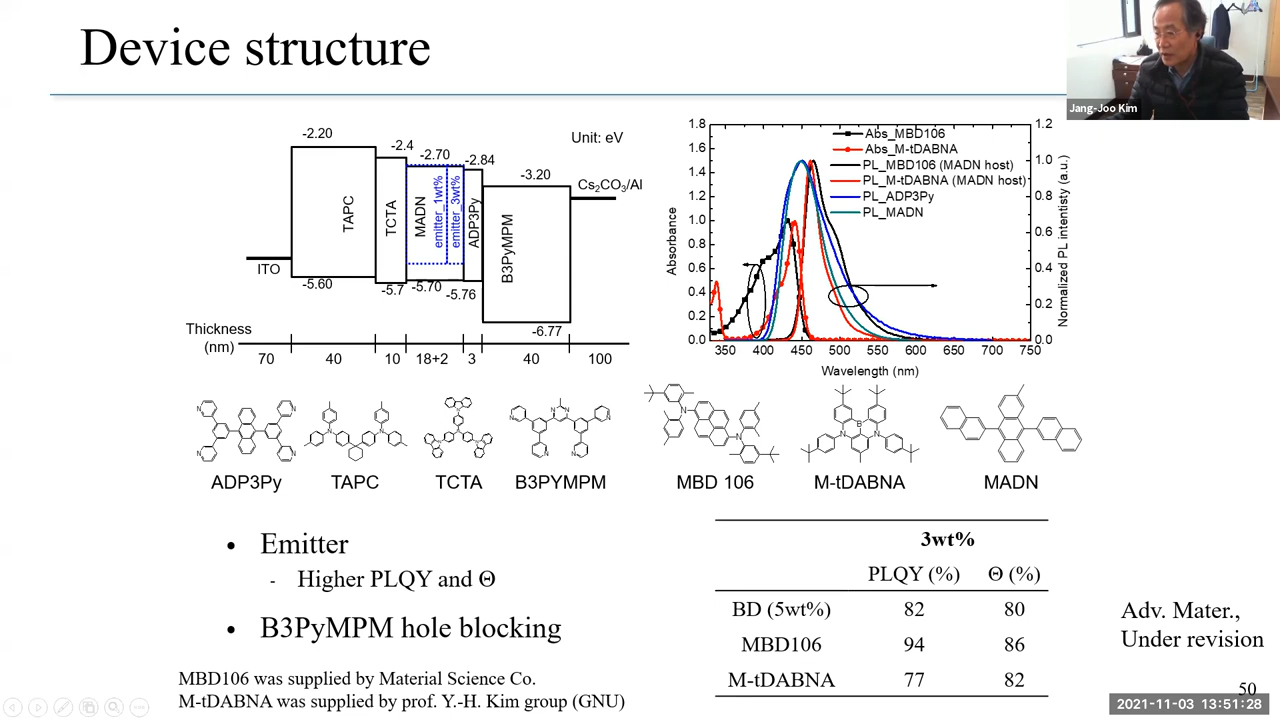 Device structure
Jang-Joo Kim
Unit: eV
-2.20
-2.4
-2.70
-2.84
-3.20
Cs2CO3/Al
TAPC
TCTA
MADN
emitter_1wt%
emitter_3wt%
ADP3Py
B3PyMPM
ITO
-5.60
-5.7
-5.70
-5.76
-6.77
Thickness
(nm)
70
40
10
18+2
3
40
100
Abs_MBD106
Abs_M-tDABNA
PL_MBD106 (MADN host)
PL_M-tDABNA (MADN host)
PL_ADP3Py
PL_MADN
Absorbance
1.8
1.6
1.4
1.2
1.0
0.8
0.6
0.4
0.2
0.0
1.2
1.0
0.8
0.6
0.4
0.2
0.0
Normalized PL intentisty (a.u.)
350 400 450 500 550 600 650 700 750
Wavelength (nm)
ADP3Py
TAPC
TCTA
B3PYMPM
MBD 106
M-tDABNA
MADN
• Emitter
- Higher PLQY and Θ
• B3PyMPM hole blocking
3wt%
PLQY (%) Θ (%)
BD (5wt%) 82 80
MBD106 94 86
M-tDABNA 77 82
Adv. Mater.,
Under revision
MBD106 was supplied by Material Science Co.
M-tDABNA was supplied by prof. Y.-H. Kim group (GNU)
50
2021-11-03 13:51:28